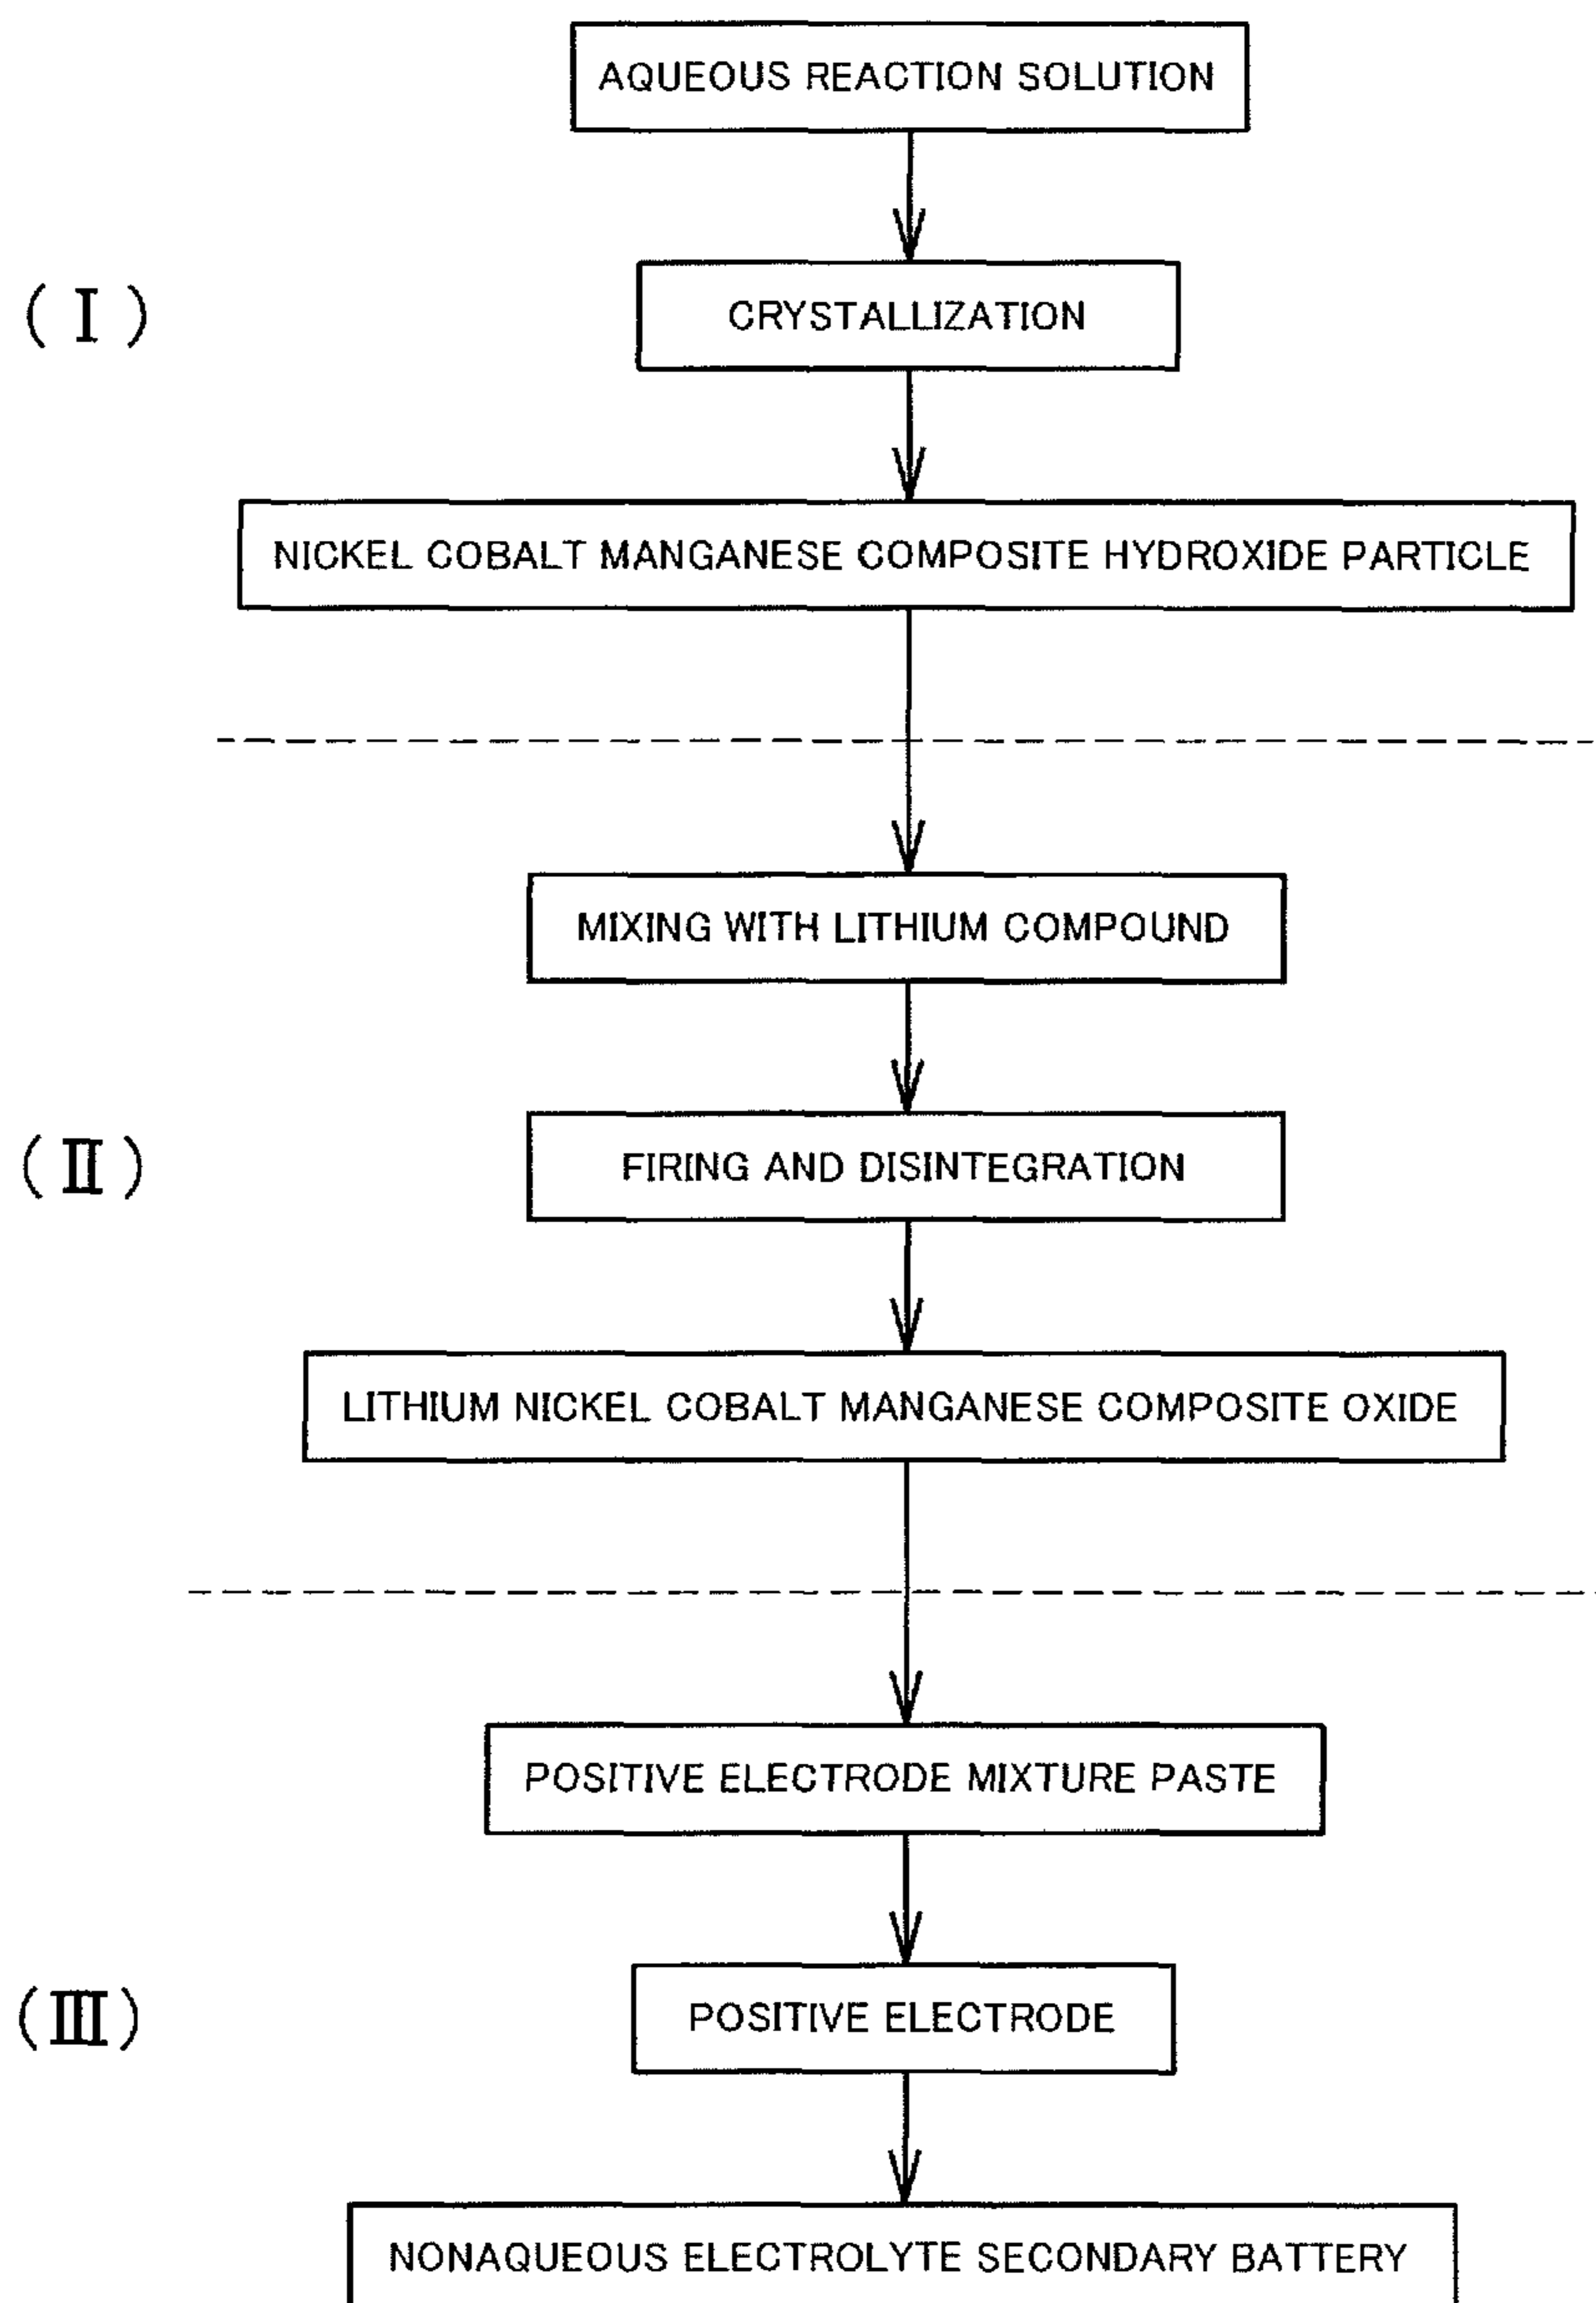 AQUEOUS REACTION SOLUTION
(Ⅰ)
CRYSTALLIZATION
NICKEL COBALT MANGANESE COMPOSITE HYDROXIDE PARTICLE
MIXING WITH LITHIUM COMPOUND
(Ⅱ)
FIRING AND DISINTEGRATION
LITHIUM NICKEL COBALT MANGANESE COMPOSITE OXIDE
POSITIVE ELECTRODE MIXTURE PASTE
(Ⅲ)
POSITIVE ELECTRODE
NONAQUEOUS ELECTROLYTE SECONDARY BATTERY